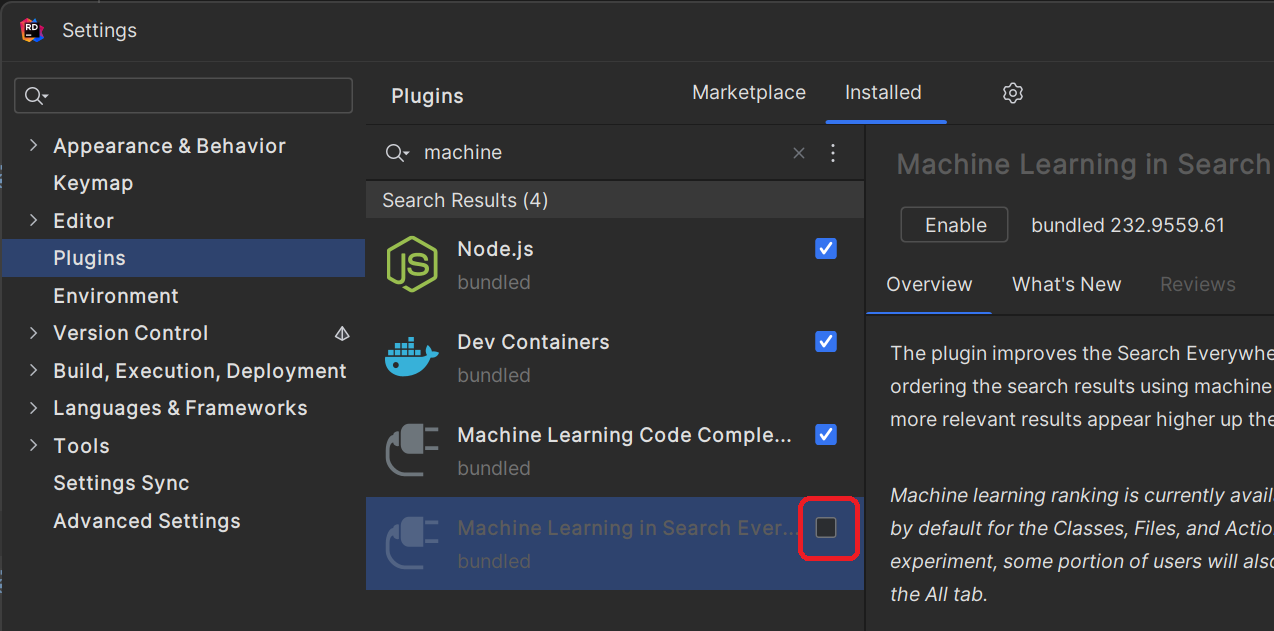 RD
Settings
Plugins
Marketplace
Installed
Appearance & Behavior
Keymap
Editor
Plugins
Environment
Version Control
Build, Execution, Deployment
Languages & Frameworks
Tools
Settings Sync
Advanced Settings
machine
Search Results (4)
JS
Node.js
bundled
Dev Containers
bundled
Machine Learning Code Comple...
bundled
Machine Learning in Search Ever...
bundled
Machine Learning in Search
Enable
bundled 232.9559.61
Overview
What's New
Reviews
The plugin improves the Search Everywhe
ordering the search results using machine
more relevant results appear higher up the
Machine learning ranking is currently avail
by default for the Classes, Files, and Actio
experiment, some portion of users will also
the All tab.